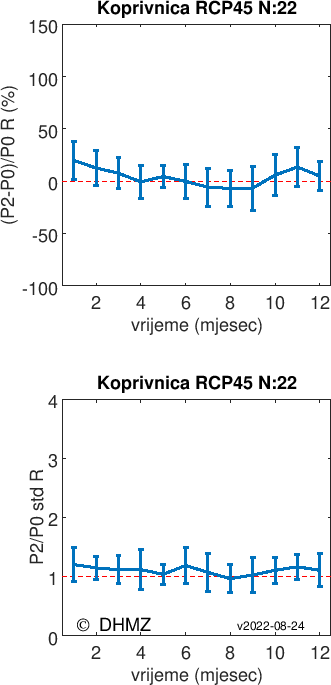 Koprivnica RCP45 N:22
(P2-P0)/P0 R (%)
150
100
50
0
-50
-100
2 4 6 8 10 12
vrijeme (mjesec)
Koprivnica RCP45 N:22
P2/P0 std R
4
3
2
1
0
© DHMZ v2022-08-24
2 4 6 8 10 12
vrijeme (mjesec)